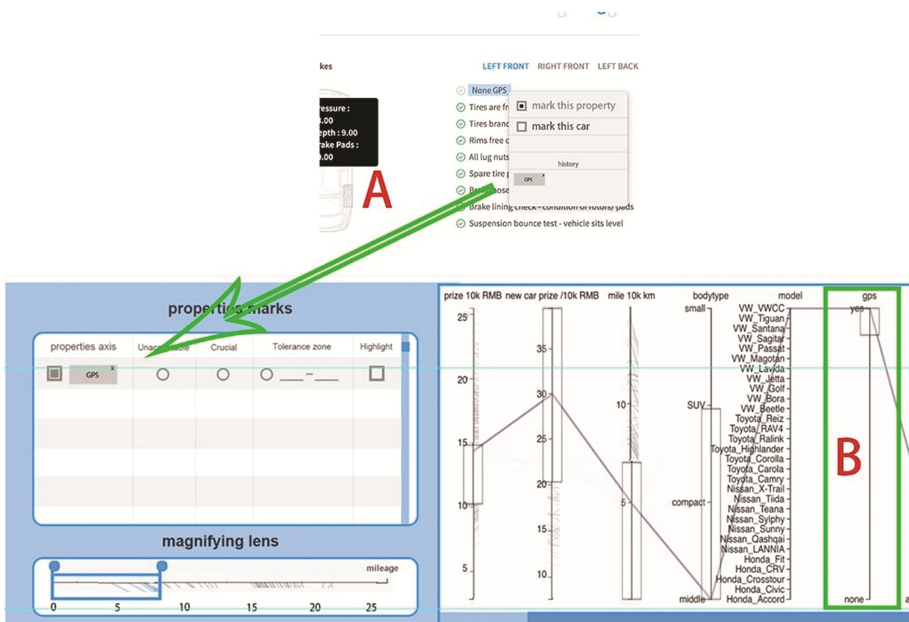 kes
LEFT FRONT RIGHT FRONT LEFT BACK
None GPS
Tires are fr
Tires branc
Rims free c
All lug nuts
Spare tire p
Brake lining check - condition of rotors/ pads
Suspension bounce test - vehicle sits level
mark this property
mark this car
history
GPS
x
ressure :
.00
epth : 9.00
rake Pads :
.00
A
properties marks
properties axis Crucial Tolerance zone Highlight
GPS x
magnifying lens
mileage
0 5 10 15 20 25
prize 10k RMB new car prize /10k RMB mile 10k km bodytype model gps
25
20
15
10
5
35
30
25
20
15
10
10
5
small
SUV
compact
middle
VW_VWCC
VW_Tiguan
VW_Santana
VW_Sagitar
VW_Passat
VW_Magotan
VW_Lavida
VW_Jetta
VW_Golf
VW_Bora
VW_Beetle
Toyota_Reiz
Toyota_RAV4
Toyota_Ralink
Toyota_Highlander
Toyota_Corolla
Toyota_Carola
Toyota_Camry
Nissan_X-Trail
Nissan_Tiida
Nissan_Teana
Nissan_Sylphy
Nissan_Sunny
Nissan_Qashqai
Nissan_LANNIA
Honda_Fit
Honda_CRV
Honda_Crosstour
Honda_Civic
Honda_Accord
yes
none
B
a